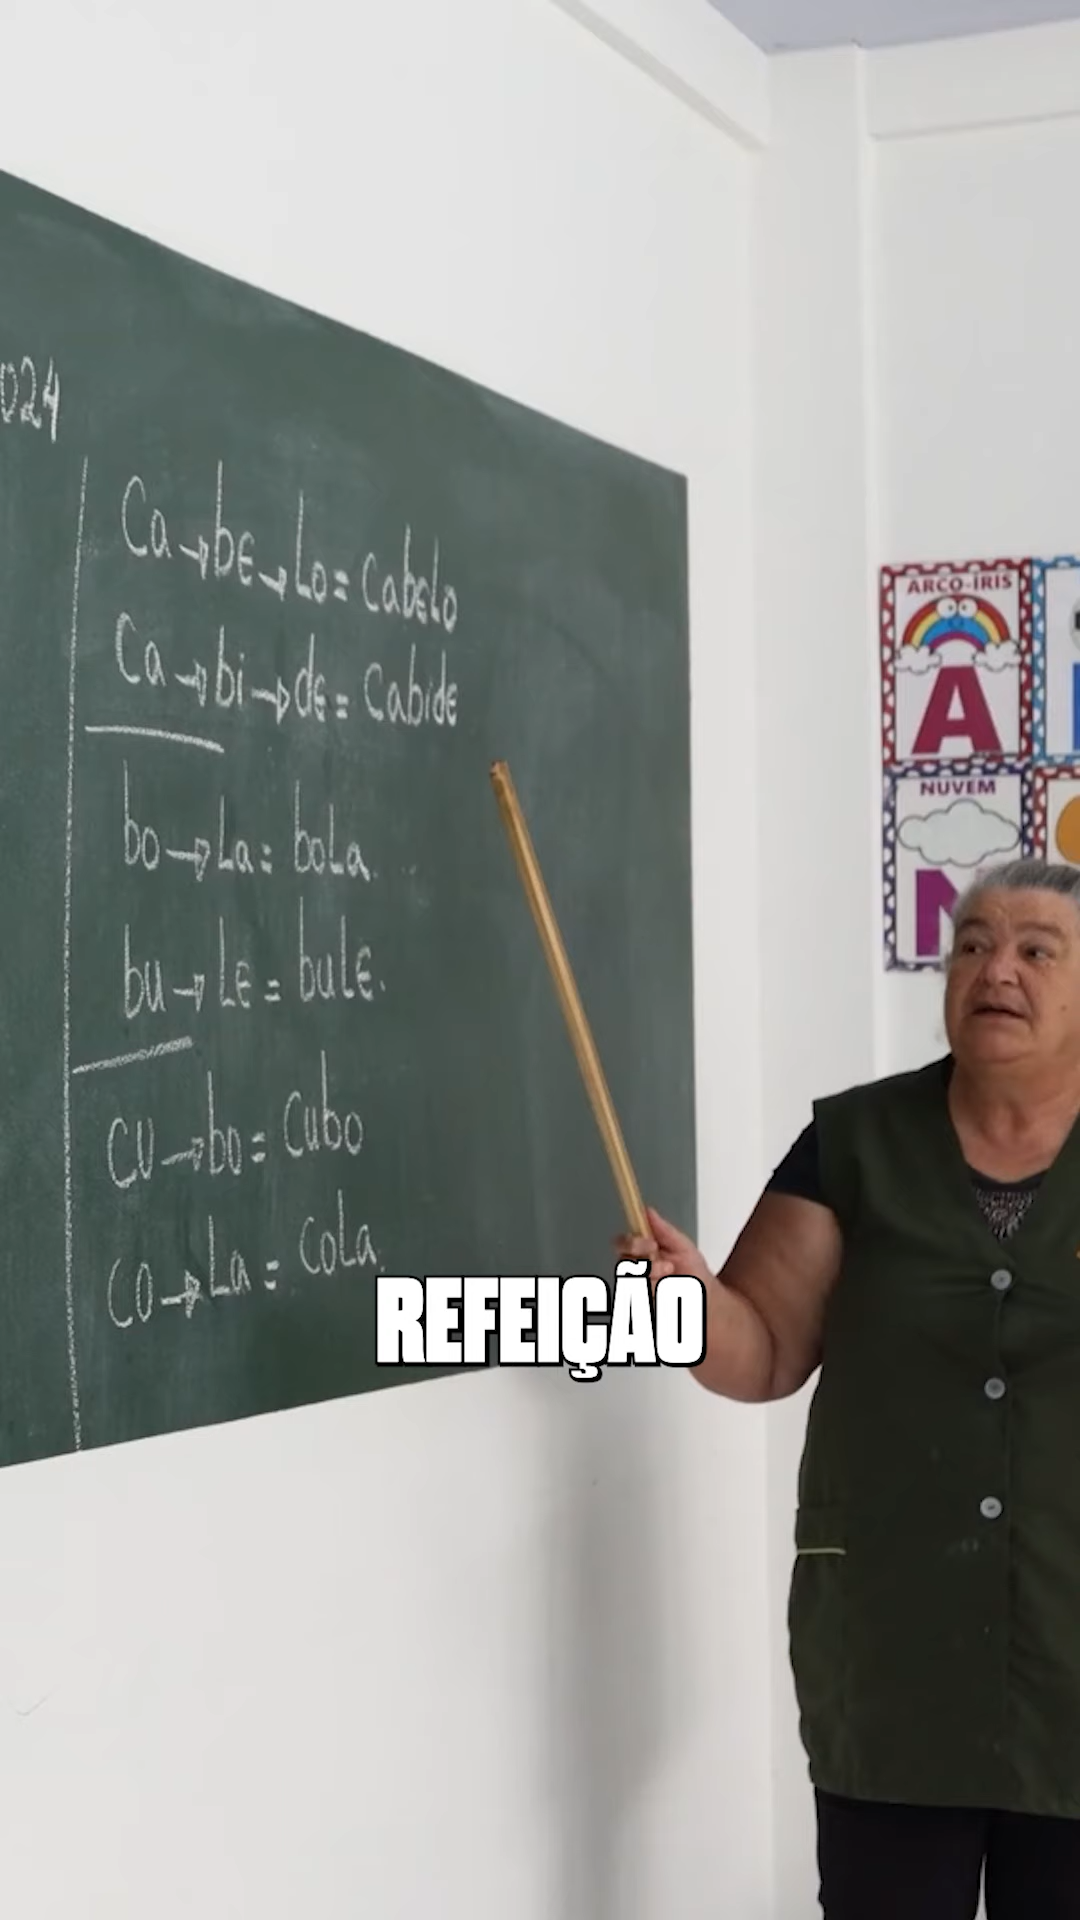 024
Ca→bE→Lo = CabELo
Ca→bi→dE = CabidE
bo→La = boLa.
bu→LE = buLE.
CU→bo = Cubo
CO→La = CoLa.
ARCO-ÍRIS
A
NUVEM
N
REFEIÇÃO